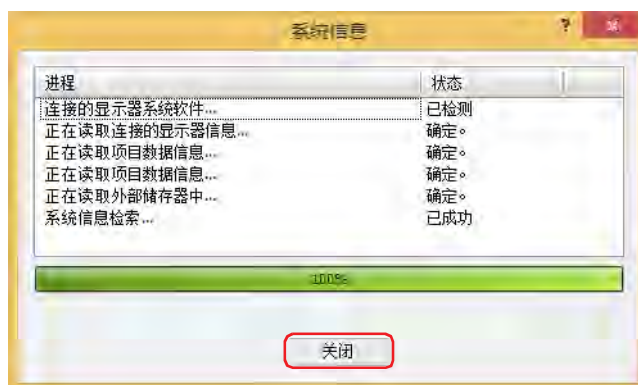 系统信息 ?
进程 状态
连接的显示器系统软件... 已检测
正在读取连接的显示器信息... 确定。
正在读取项目数据信息... 确定。
正在读取项目数据信息... 确定。
正在读取外部储存器中... 确定。
系统信息检索... 已成功
100%
关闭